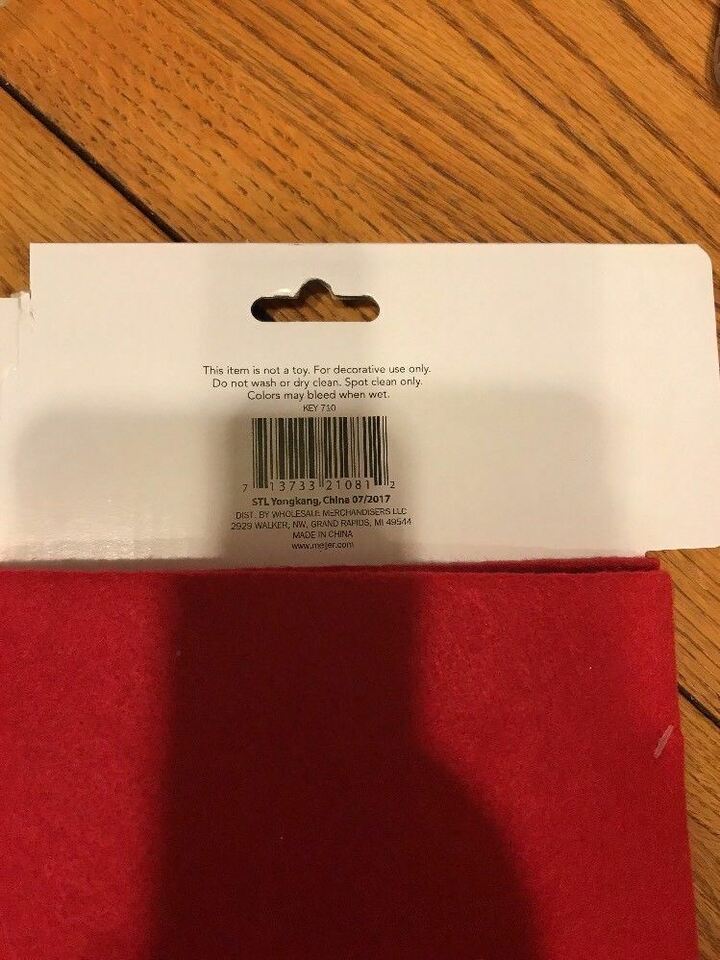 This item is not a toy. For decorative use only.
Do not wash or dry clean. Spot clean only.
Colors may bleed when wet.
KEY 710
7 13733 21081 2
STL Yongkang, China 07/2017
DIST. BY WHOLESALE MERCHANDISERS LLC
2929 WALKER, NW, GRAND RAPIDS, MI 49544
MADE IN CHINA
www.meijer.com